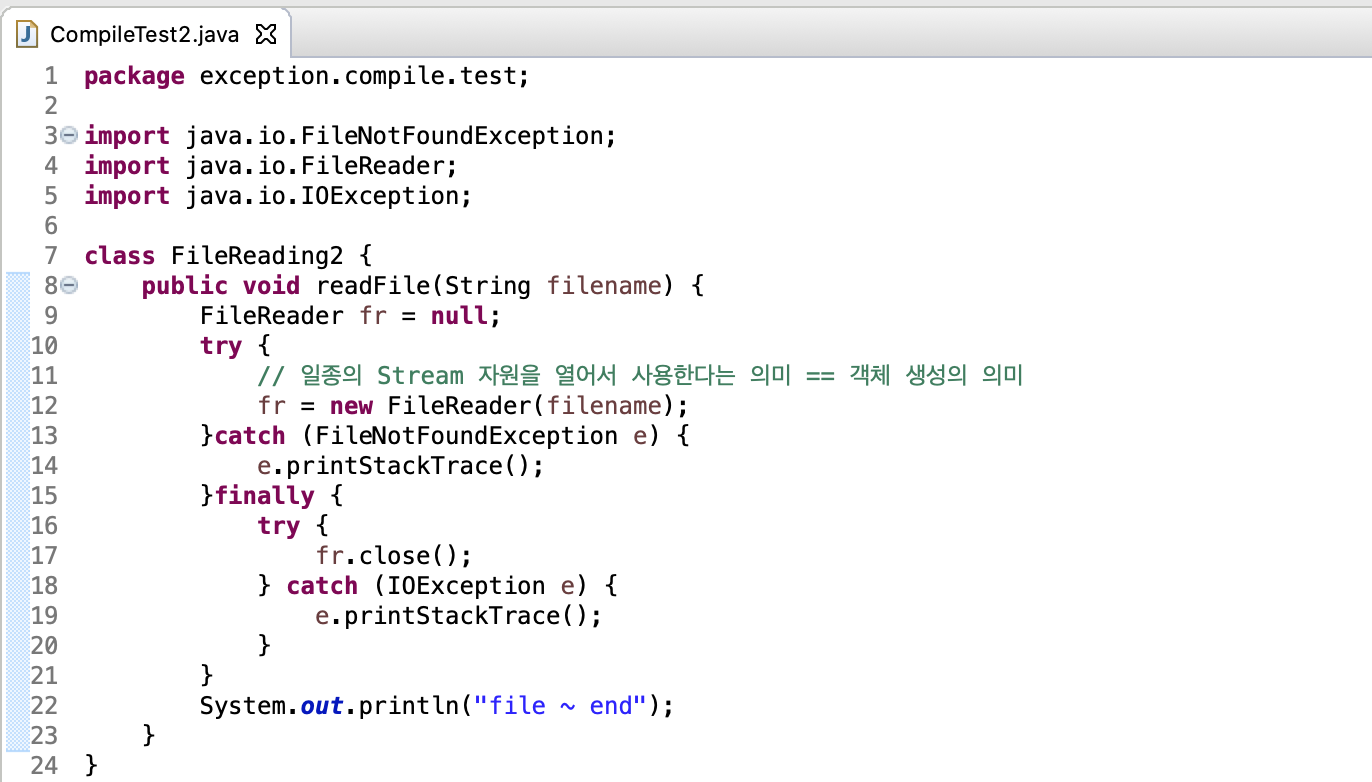 CompileTest2.java
1 package exception.compile.test;
2
3 import java.io.FileNotFoundException;
4 import java.io.FileReader;
5 import java.io.IOException;
6
7 class FileReading2 {
8     public void readFile(String filename) {
9         FileReader fr = null;
10         try {
11             // 일종의 Stream 자원을 열어서 사용한다는 의미 == 객체 생성의 의미
12             fr = new FileReader(filename);
13         }catch (FileNotFoundException e) {
14             e.printStackTrace();
15         }finally {
16             try {
17                 fr.close();
18             } catch (IOException e) {
19                 e.printStackTrace();
20             }
21         }
22         System.out.println("file ~ end");
23     }
24 }